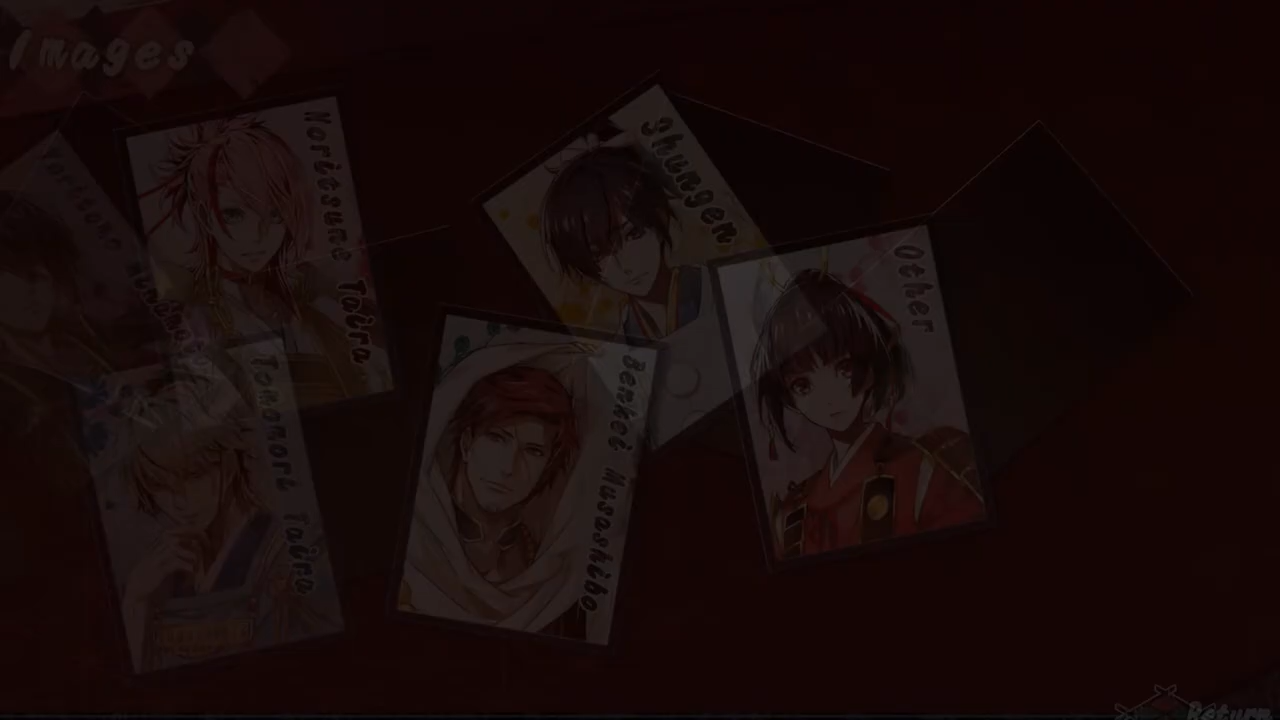 Images
Noritsune Taira
Shungen
Other
Tomomori Taira
Benkei Musashibo
Return